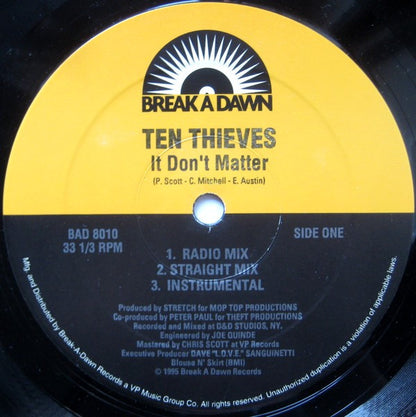 BREAK A DAWN
TEN THIEVES
It Don't Matter
(P. Scott - C. Mitchell - E. Austin)
BAD 8010
33 1/3 RPM
SIDE ONE
1. RADIO MIX
2. STRAIGHT MIX
3. INSTRUMENTAL
Produced by STRETCH for MOP TOP PRODUCTIONS
Co-produced by PETER PAUL for THEFT PRODUCTIONS
Recorded and Mixed at D&D STUDIOS, NY.
Engineered by JOE QUINDE
Mastered by CHRIS SCOTT at VP Records
Executive Producer DAVE "L.O.V.E." SANGUINETTI
Blouse N' Skirt (BMI)
© 1995 Break A Dawn Records
Mfg. and Distributed by Break-A-Dawn Records a VP Music Group Co. All rights reserved. Unauthorized duplication is a violation of applicable laws.